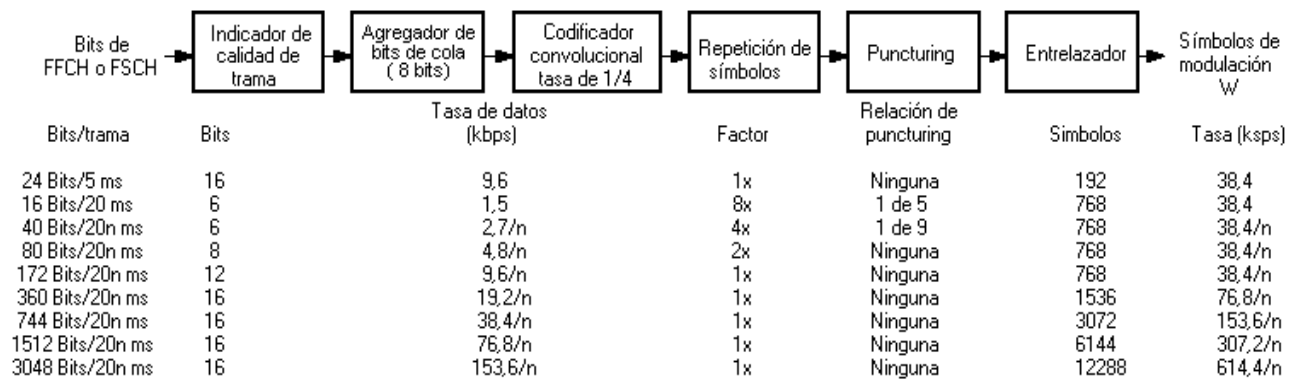 Bits de
FFCH o FSCH
Indicador de
calidad de
trama
Agregador de
bits de cola
( 8 bits)
Codificador
convolucional
tasa de 1/4
Repetición de
símbolos
Puncturing
Entrelazador
Símbolos de
modulación
W
Bits/trama Bits Tasa de datos (kbps) Factor Relación de puncturing Simbolos Tasa (ksps)
24 Bits/5 ms 16 9,6 1x Ninguna 192 38,4
16 Bits/20 ms 6 1,5 8x 1 de 5 768 38,4
40 Bits/20n ms 6 2,7/n 4x 1 de 9 768 38,4/n
80 Bits/20n ms 8 4,8/n 2x Ninguna 768 38,4/n
172 Bits/20n ms 12 9,6/n 1x Ninguna 768 38,4/n
360 Bits/20n ms 16 19,2/n 1x Ninguna 1536 76,8/n
744 Bits/20n ms 16 38,4/n 1x Ninguna 3072 153,6/n
1512 Bits/20n ms 16 76,8/n 1x Ninguna 6144 307,2/n
3048 Bits/20n ms 16 153,6/n 1x Ninguna 12288 614,4/n